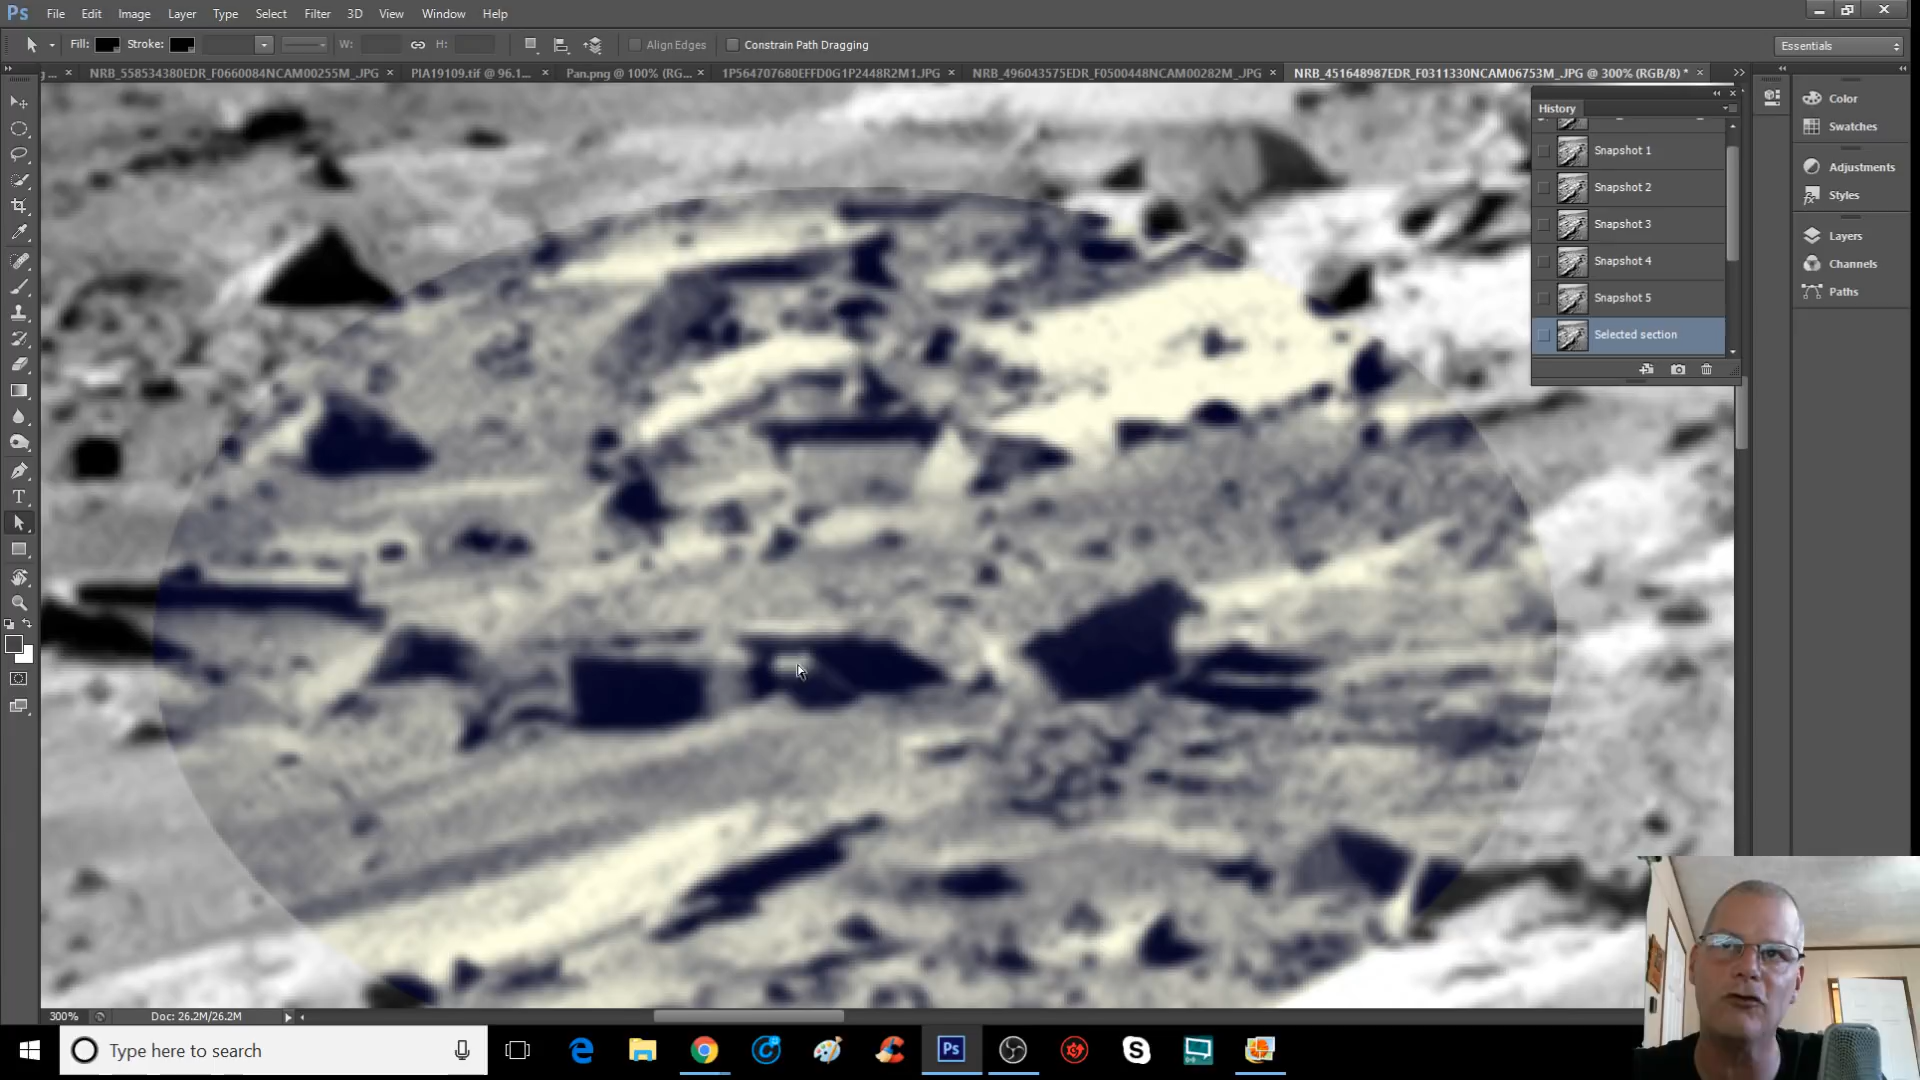 Ps File Edit Image Layer Type Select Filter 3D View Window Help
Fill: Stroke: W: H: Align Edges Constrain Path Dragging Essentials
g ... × NRB_558534380EDR_F0660084NCAM00255M_.JPG × PIA19109.tif @ 96.1... × Pan.png @ 100% (RG... × 1P564707680EFFD0G1P2448R2M1.JPG × NRB_496043575EDR_F0500448NCAM00282M_.JPG × NRB_451648987EDR_F0311330NCAM06753M_.JPG @ 300% (RGB/8) * ×
History
Snapshot 1
Snapshot 2
Snapshot 3
Snapshot 4
Snapshot 5
Selected section
Color
Swatches
Adjustments
Styles
Layers
Channels
Paths
T
300% Doc: 26.2M/26.2M
Type here to search
Ps